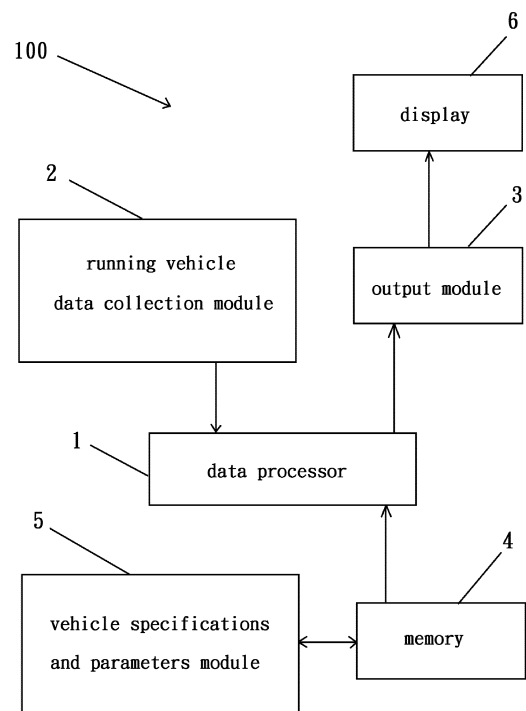 100
6
display
2
running vehicle
data collection module
3
output module
1
data processor
5
vehicle specifications
and parameters module
4
memory